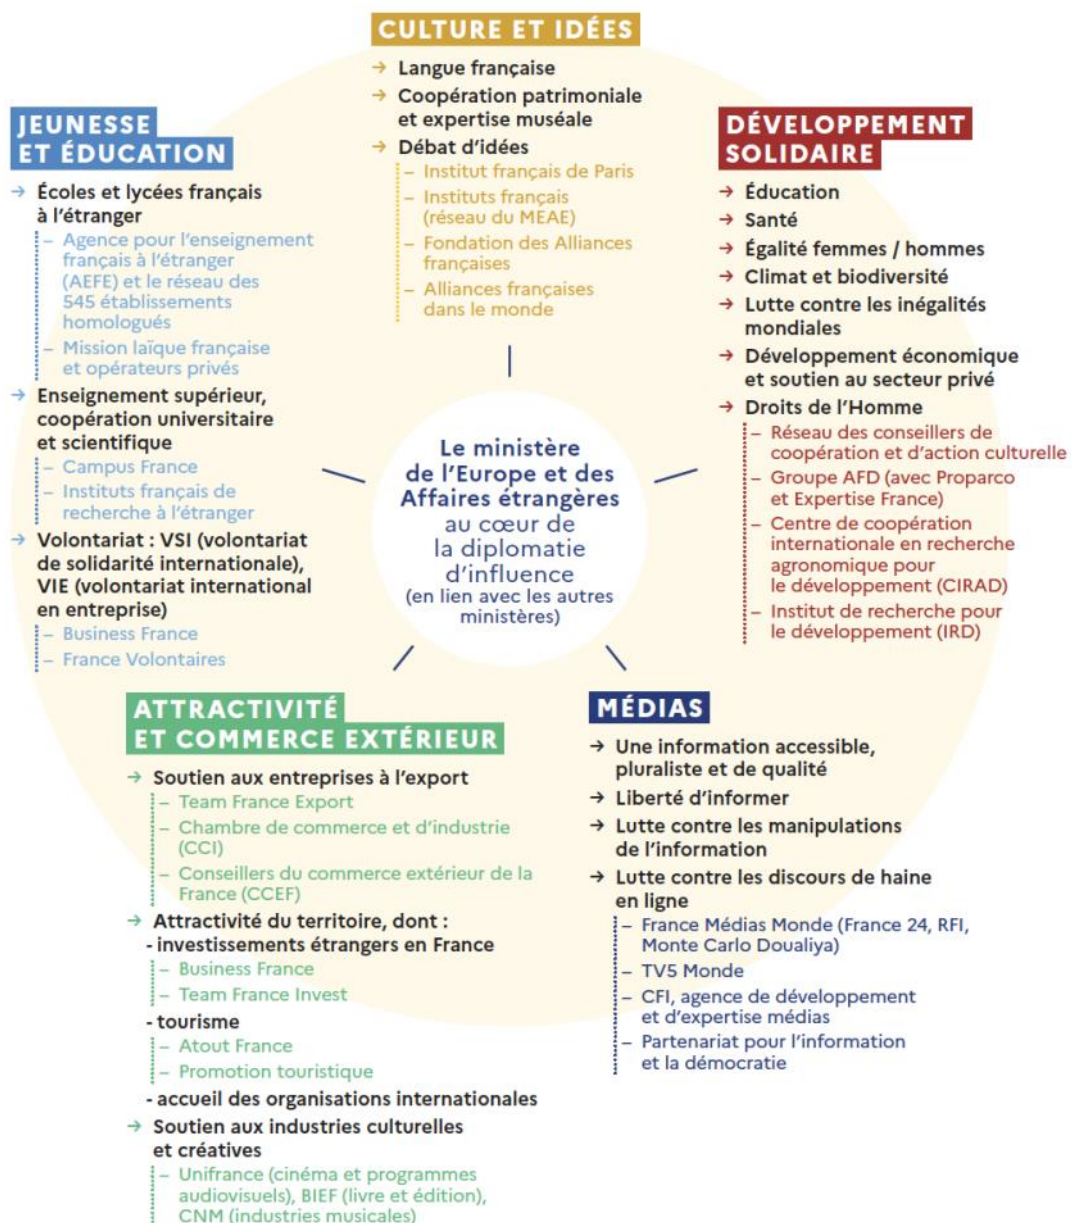 CULTURE ET IDÉES
→ Langue française
→ Coopération patrimoniale
et expertise muséale
→ Débat d'idées
– Institut français de Paris
– Instituts français
(réseau du MEAE)
– Fondation des Alliances
françaises
– Alliances françaises
dans le monde
JEUNESSE
ET ÉDUCATION
→ Écoles et lycées français
à l'étranger
– Agence pour l'enseignement
français à l'étranger
(AEFE) et le réseau des
545 établissements
homologués
– Mission laïque française
et opérateurs privés
→ Enseignement supérieur,
coopération universitaire
et scientifique
– Campus France
– Instituts français de
recherche à l'étranger
→ Volontariat : VSI (volontariat
de solidarité internationale),
VIE (volontariat international
en entreprise)
– Business France
– France Volontaires
DÉVELOPPEMENT
SOLIDAIRE
→ Éducation
→ Santé
→ Égalité femmes / hommes
→ Climat et biodiversité
→ Lutte contre les inégalités
mondiales
→ Développement économique
et soutien au secteur privé
→ Droits de l'Homme
– Réseau des conseillers de
coopération et d'action culturelle
– Groupe AFD (avec Proparco
et Expertise France)
– Centre de coopération
internationale en recherche
agronomique pour
le développement (CIRAD)
– Institut de recherche pour
le développement (IRD)
Le ministère
de l'Europe et des
Affaires étrangères
au cœur de
la diplomatie
d'influence
(en lien avec les autres
ministères)
ATTRACTIVITÉ
ET COMMERCE EXTÉRIEUR
→ Soutien aux entreprises à l'export
– Team France Export
– Chambre de commerce et d'industrie
(CCI)
– Conseillers du commerce extérieur de la
France (CCEF)
→ Attractivité du territoire, dont :
- investissements étrangers en France
– Business France
– Team France Invest
- tourisme
– Atout France
– Promotion touristique
- accueil des organisations internationales
→ Soutien aux industries culturelles
et créatives
– Unifrance (cinéma et programmes
audiovisuels), BIEF (livre et édition),
CNM (industries musicales)
MÉDIAS
→ Une information accessible,
pluraliste et de qualité
→ Liberté d'informer
→ Lutte contre les manipulations
de l'information
→ Lutte contre les discours de haine
en ligne
– France Médias Monde (France 24, RFI,
Monte Carlo Doualiya)
– TV5 Monde
– CFI, agence de développement
et d'expertise médias
– Partenariat pour l'information
et la démocratie